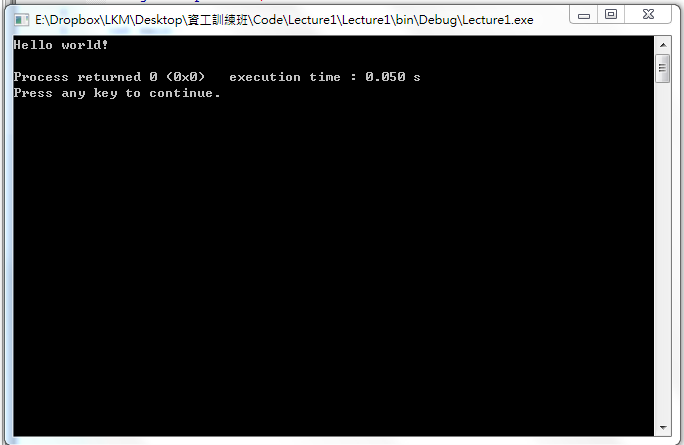 E:\Dropbox\LKM\Desktop\資工訓練班\Code\Lecture1\Lecture1\bin\Debug\Lecture1.exe
Hello world!
Process returned 0 (0x0)   execution time : 0.050 s
Press any key to continue.